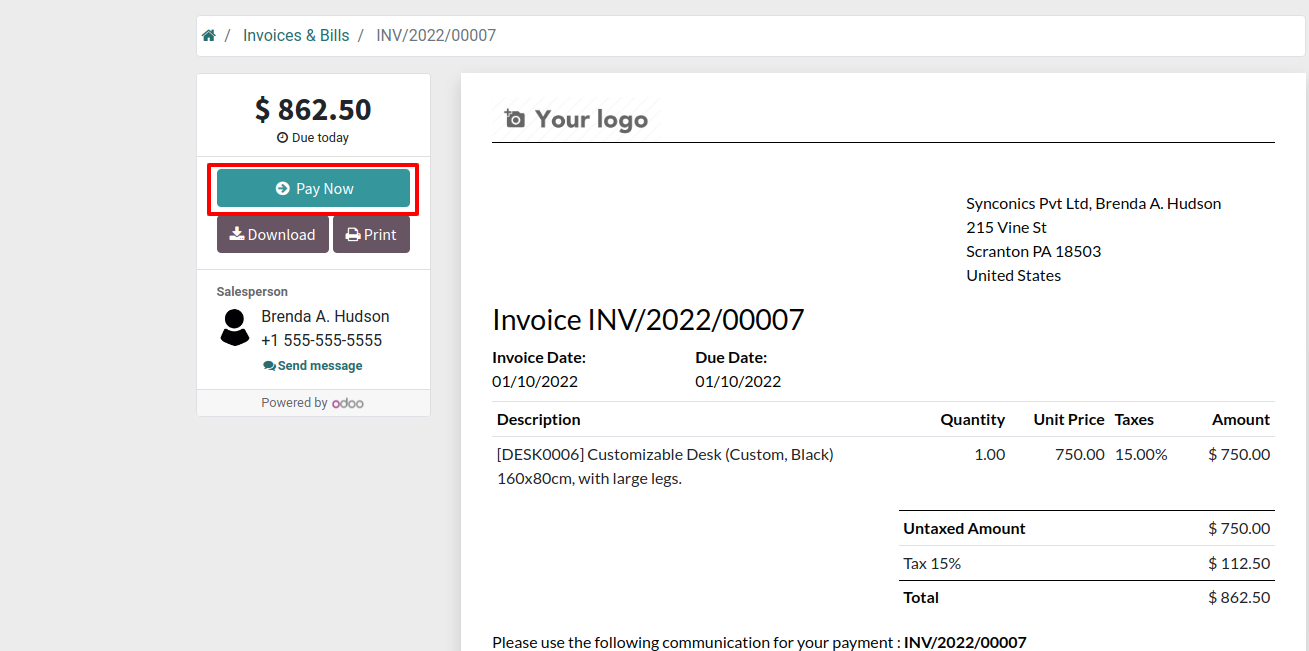 / Invoices & Bills / INV/2022/00007
$ 862.50
Due today
Pay Now
Download Print
Salesperson
Brenda A. Hudson
+1 555-555-5555
Send message
Powered by odoo
Your logo
Synconics Pvt Ltd, Brenda A. Hudson
215 Vine St
Scranton PA 18503
United States
Invoice INV/2022/00007
Invoice Date: Due Date:
01/10/2022 01/10/2022
Description Quantity Unit Price Taxes Amount
[DESK0006] Customizable Desk (Custom, Black) 1.00 750.00 15.00% $ 750.00
160x80cm, with large legs.
Untaxed Amount $ 750.00
Tax 15% $ 112.50
Total $ 862.50
Please use the following communication for your payment : INV/2022/00007